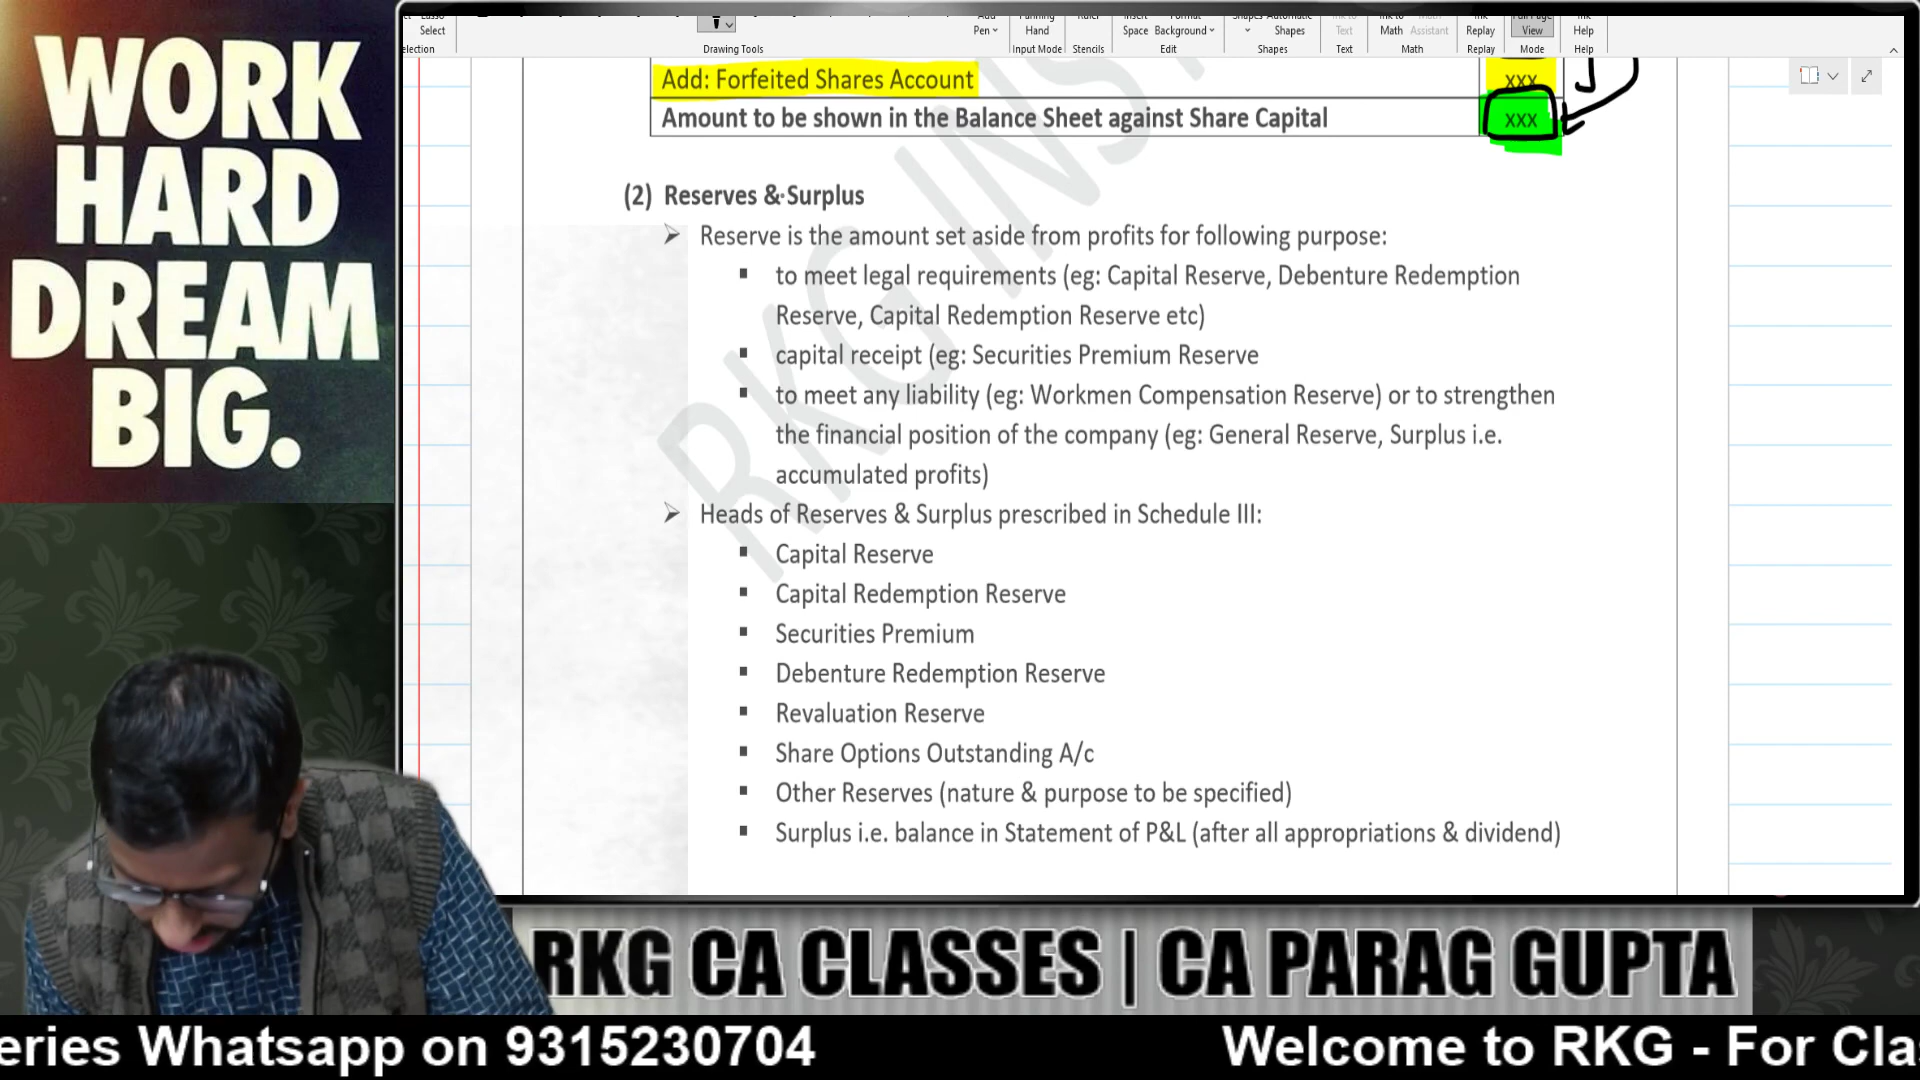 WORK
HARD
DREAM
BIG.
Select
Pen
Hand
Space
Background
Shapes
Text
Math
Assistant
Replay
View
Help
Drawing Tools
Input Mode
Stencils
Edit
Shapes
Text
Math
Replay
Mode
Help
Add: Forfeited Shares Account
xxx
Amount to be shown in the Balance Sheet against Share Capital
xxx
(2) Reserves & Surplus
Reserve is the amount set aside from profits for following purpose:
to meet legal requirements (eg: Capital Reserve, Debenture Redemption
Reserve, Capital Redemption Reserve etc)
capital receipt (eg: Securities Premium Reserve
to meet any liability (eg: Workmen Compensation Reserve) or to strengthen
the financial position of the company (eg: General Reserve, Surplus i.e.
accumulated profits)
Heads of Reserves & Surplus prescribed in Schedule III:
Capital Reserve
Capital Redemption Reserve
Securities Premium
Debenture Redemption Reserve
Revaluation Reserve
Share Options Outstanding A/c
Other Reserves (nature & purpose to be specified)
Surplus i.e. balance in Statement of P&L (after all appropriations & dividend)
RKG INST
RKG CA CLASSES | CA PARAG GUPTA
eries Whatsapp on 9315230704
Welcome to RKG - For Cla